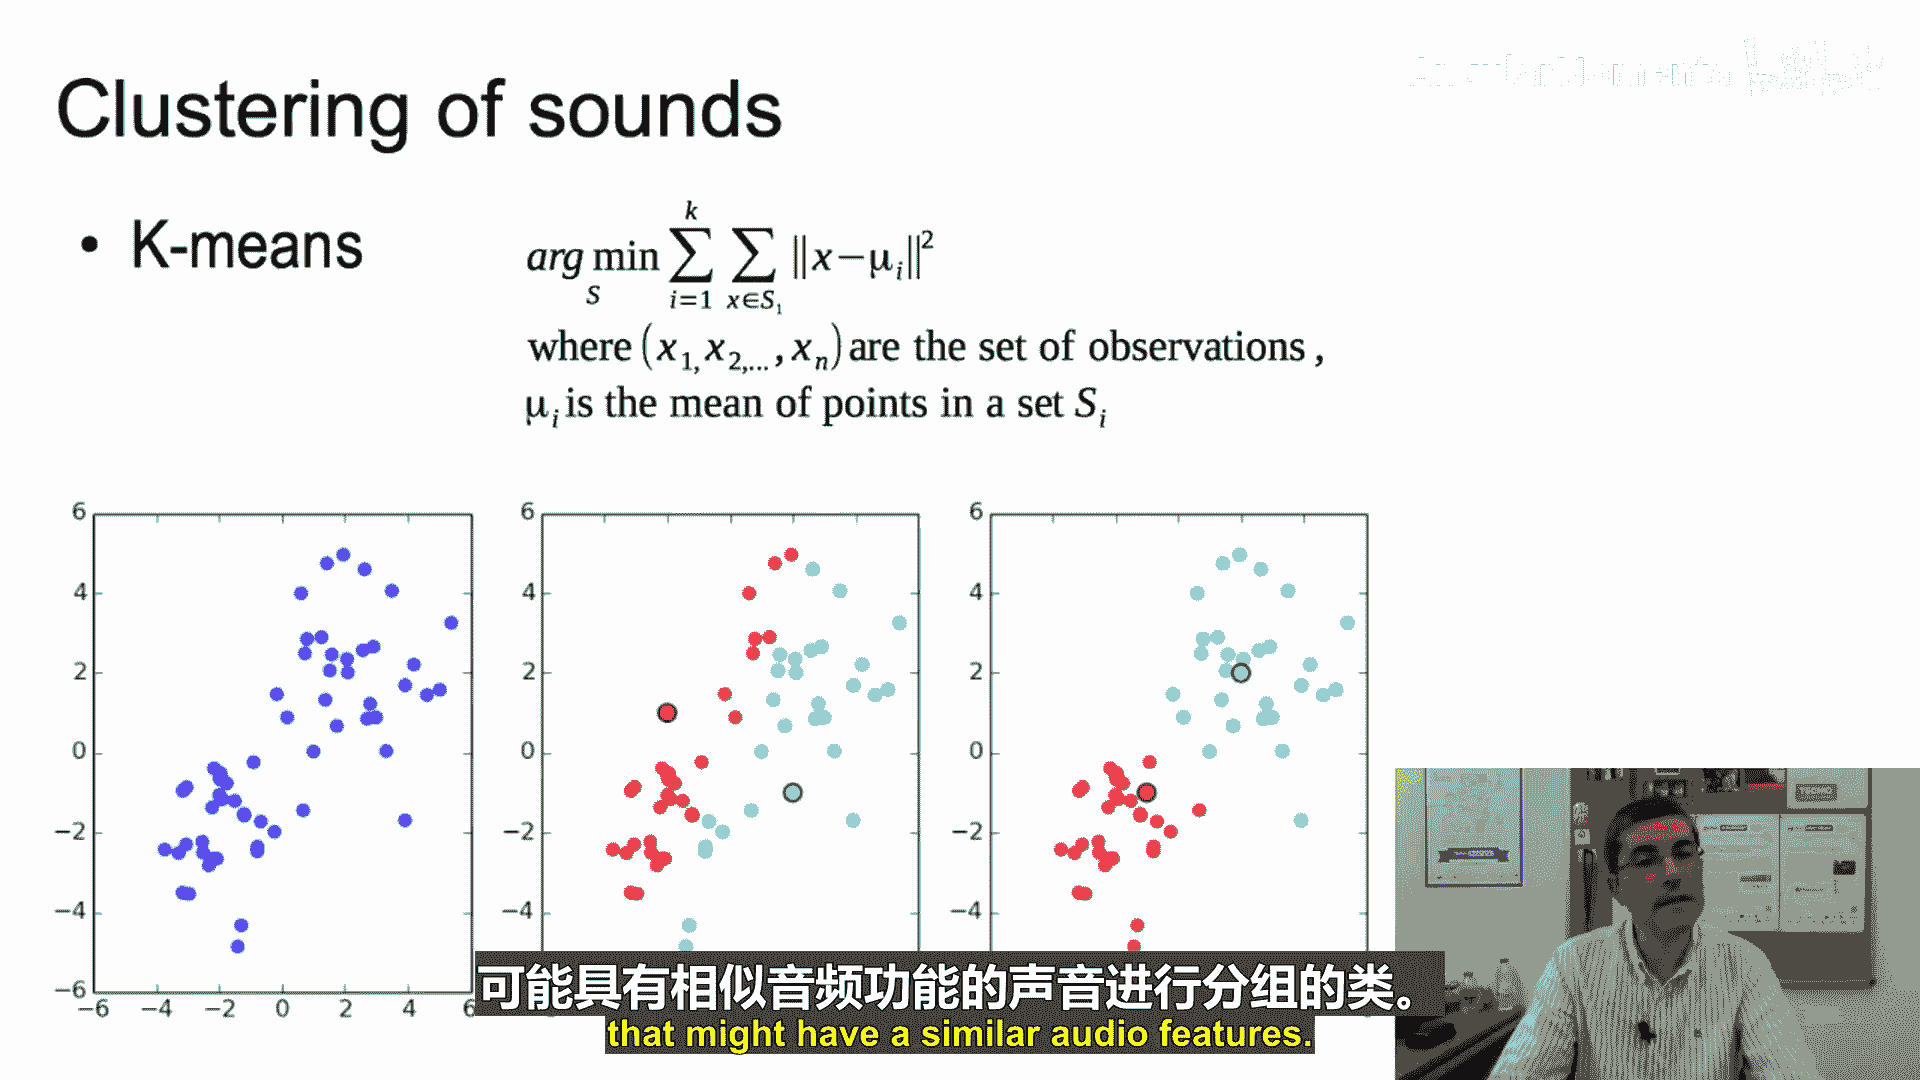 Clustering of sounds
• K-means
arg min_S ∑_{i=1}^{k} ∑_{x∈S_1} ‖x−μ_i‖²
where (x_1, x_2,..., x_n) are the set of observations ,
μ_i is the mean of points in a set S_i
6
4
2
0
−2
−4
−6
−6 −4 −2 0 2 4 6
6
4
2
0
−2
−4
6
4
2
0
−2
−4
TECNIO
可能具有相似音频功能的声音进行分组的类。
that might have a similar audio features.